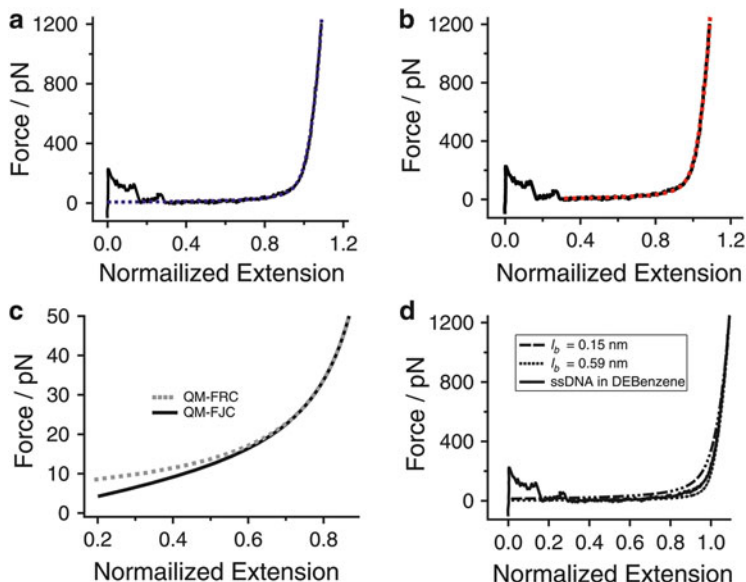 a
1200
800
400
0
Force / pN
0.0 0.4 0.8 1.2
Normailized Extension
b
1200
800
400
0
Force / pN
0.0 0.4 0.8 1.2
Normailized Extension
c
50
40
30
20
10
0
Force / pN
QM-FRC
QM-FJC
0.2 0.4 0.6 0.8
Normailized Extension
d
1200
800
400
0
Force / pN
l_b = 0.15 nm
l_b = 0.59 nm
ssDNA in DEBenzene
0.0 0.2 0.4 0.6 0.8 1.0
Normailized Extension